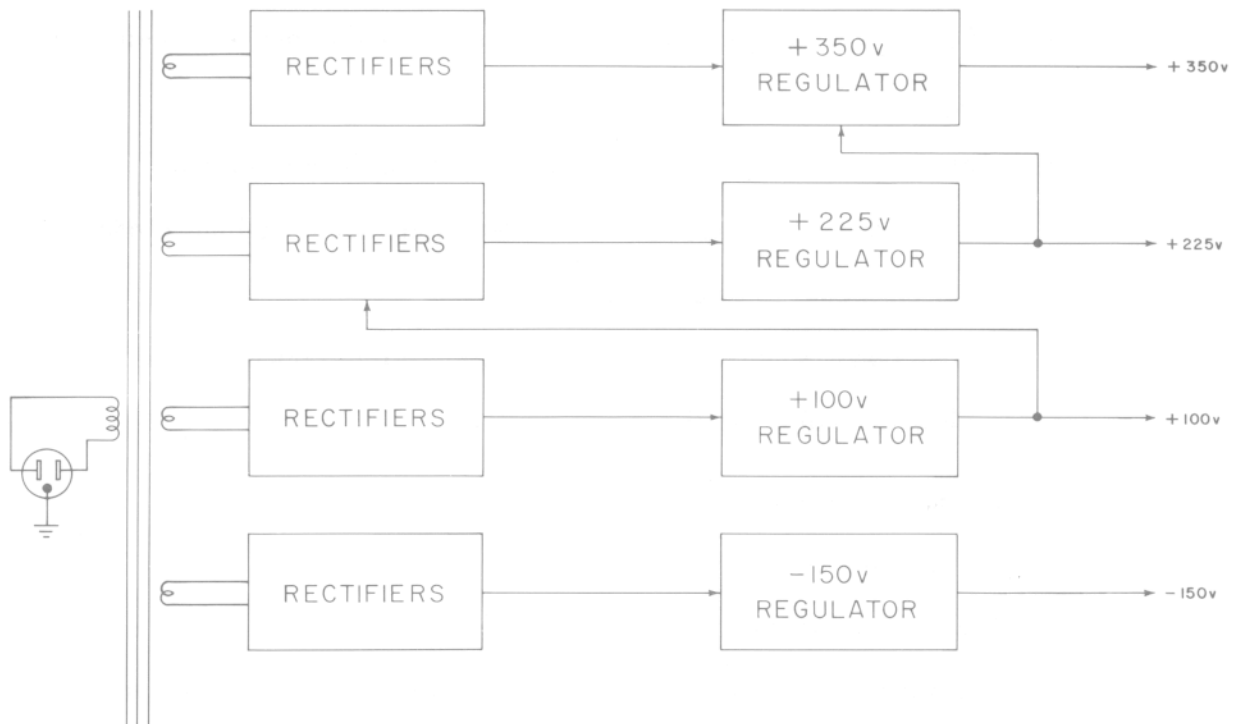 RECTIFIERS
+350v
REGULATOR
+350v
RECTIFIERS
+225v
REGULATOR
+225v
RECTIFIERS
+100v
REGULATOR
+100v
RECTIFIERS
-150v
REGULATOR
-150v